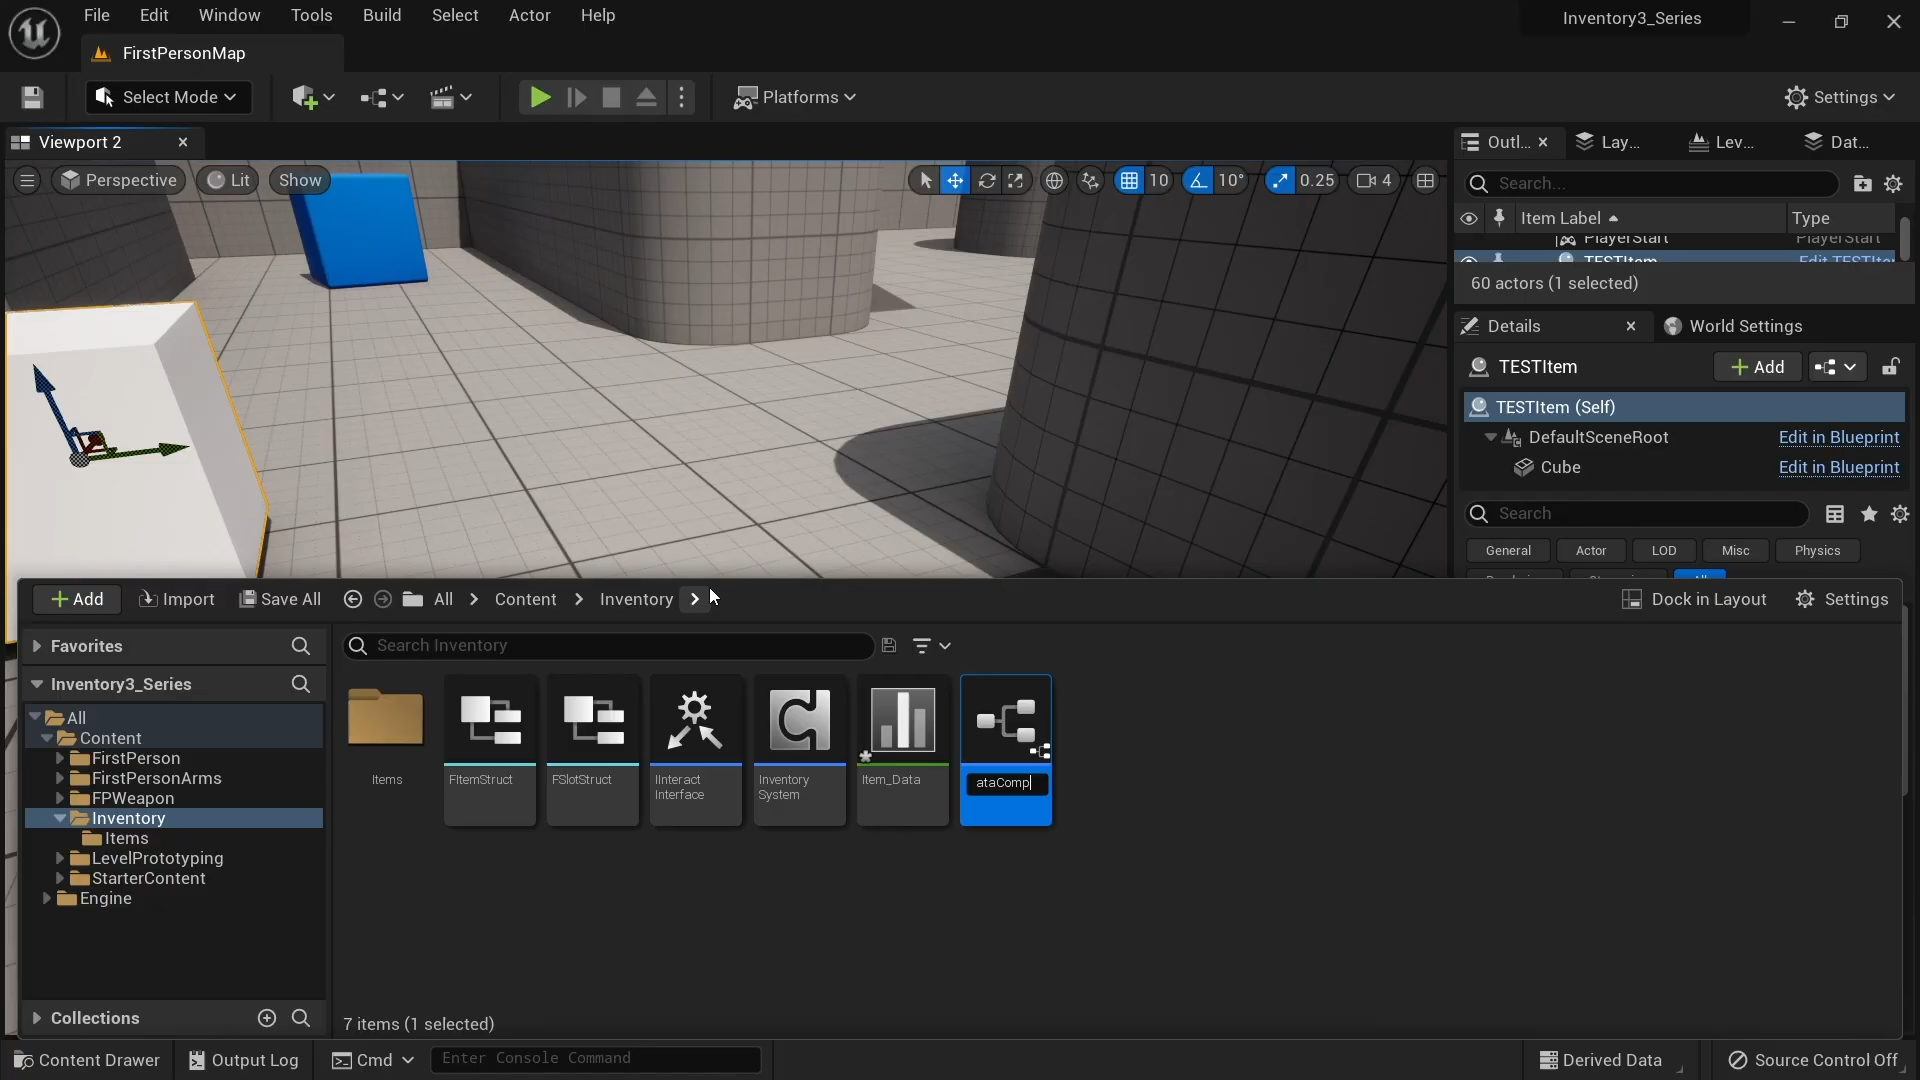 File Edit Window Tools Build Select Actor Help
Inventory3_Series
FirstPersonMap
Select Mode
Platforms
Settings
Viewport 2
Outl...
Lay...
Lev...
Dat...
Perspective
Lit
Show
10
10°
0.25
4
Search...
Item Label
Type
PlayerStart
PlayerStart
TESTItem
Edit TESTIte
60 actors (1 selected)
Details
World Settings
TESTItem
Add
TESTItem (Self)
DefaultSceneRoot
Edit in Blueprint
Cube
Edit in Blueprint
Search
General
Actor
LOD
Misc
Physics
All
Add
Import
Save All
All
Content
Inventory
Dock in Layout
Settings
Favorites
Search Inventory
Inventory3_Series
All
Content
FirstPerson
FirstPersonArms
FPWeapon
Inventory
Items
LevelPrototyping
StarterContent
Engine
Items
FItemStruct
FSlotStruct
IInteract
Interface
Inventory
System
Item_Data
ataComp
Collections
7 items (1 selected)
Content Drawer
Output Log
Cmd
Enter Console Command
Derived Data
Source Control Off